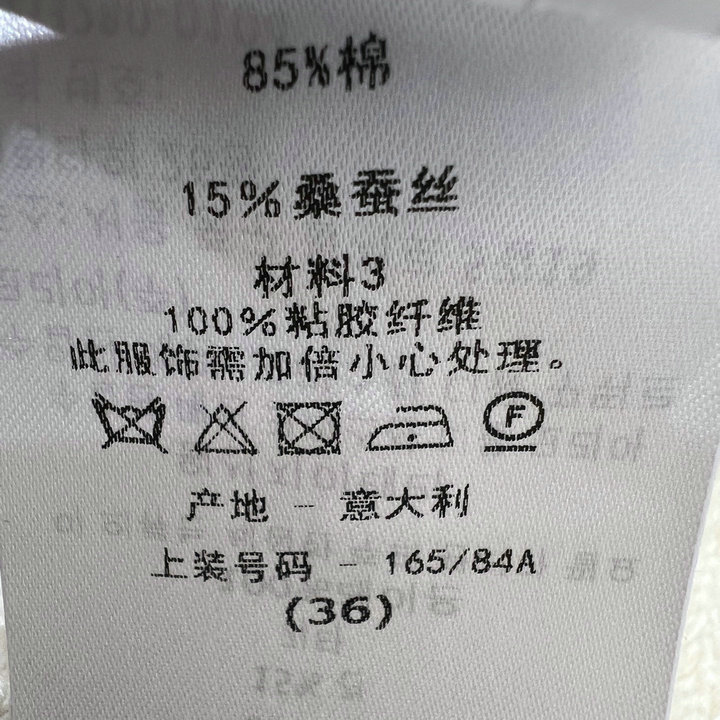 85%棉
15%桑蚕丝
材料3
100%粘胶纤维
此服饰需加倍小心处理。
F
产地 - 意大利
上装号码 - 165/84A
(36)